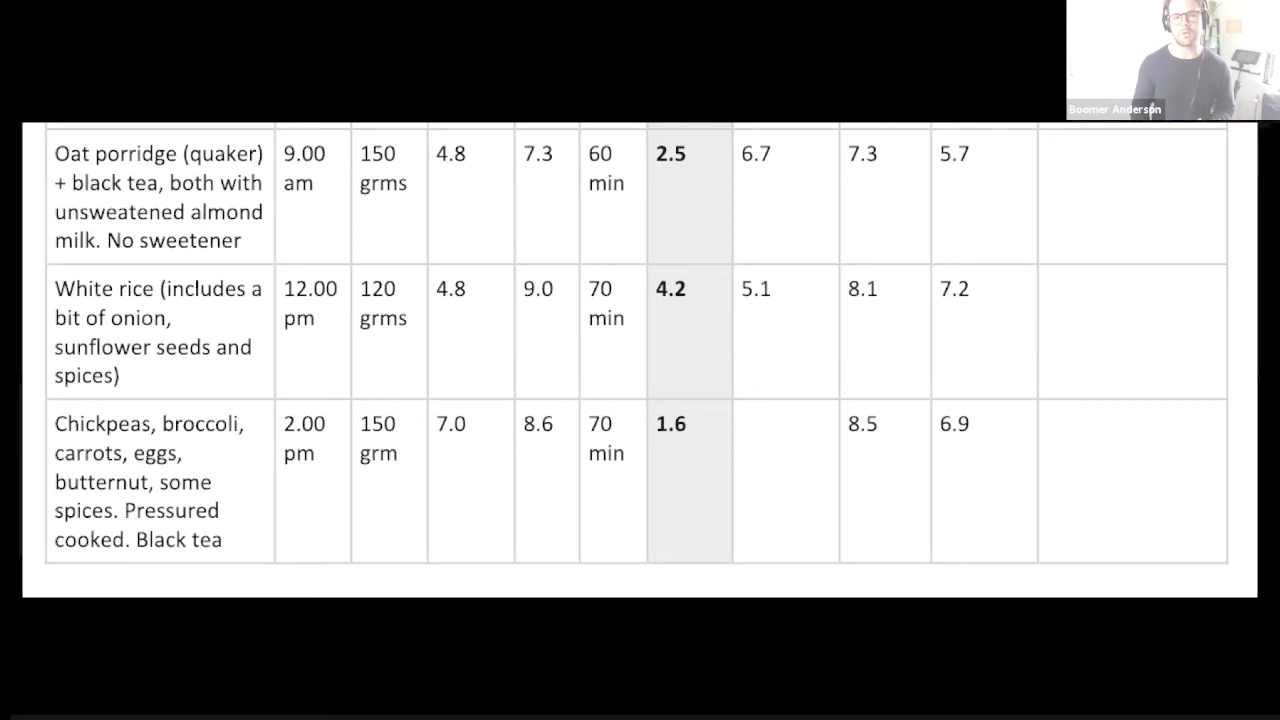 Boomer Anderson
Oat porridge (quaker) 9.00 150 4.8 7.3 60 2.5 6.7 7.3 5.7
+ black tea, both with am grms min
unsweatened almond
milk. No sweetener
White rice (includes a 12.00 120 4.8 9.0 70 4.2 5.1 8.1 7.2
bit of onion, pm grms min
sunflower seeds and
spices)
Chickpeas, broccoli, 2.00 150 7.0 8.6 70 1.6 8.5 6.9
carrots, eggs, pm grm min
butternut, some
spices. Pressured
cooked. Black tea